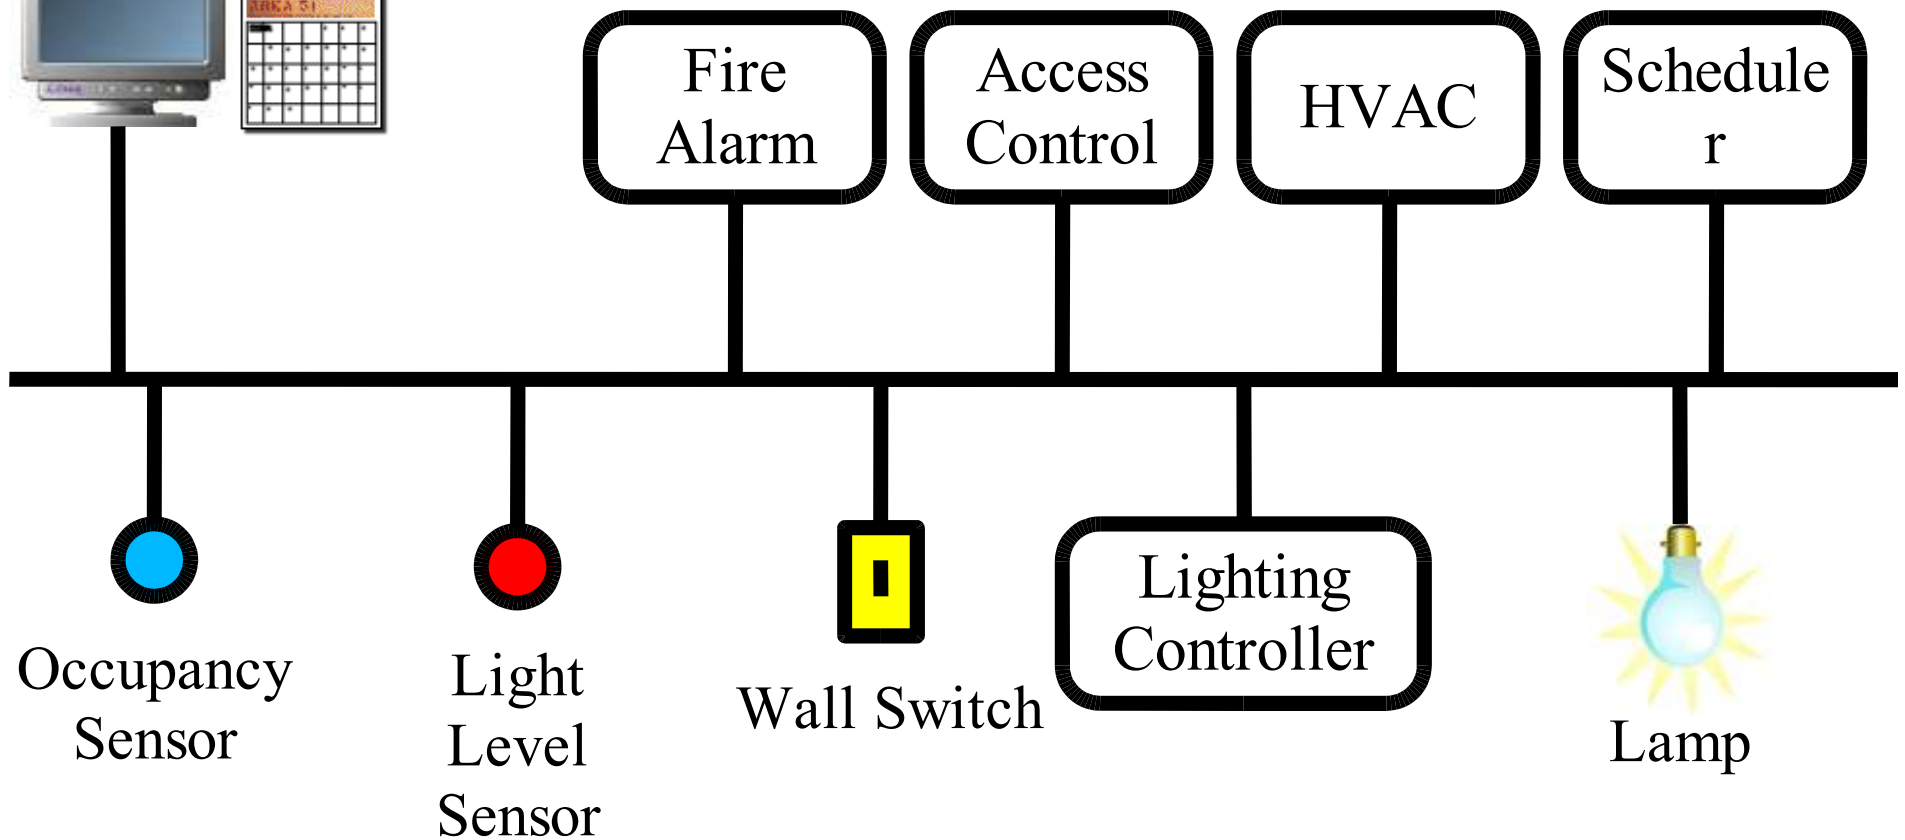 Fire
Alarm
Access
Control
HVAC
Schedule
r
Occupancy
Sensor
Light
Level
Sensor
Wall Switch
Lighting
Controller
Lamp